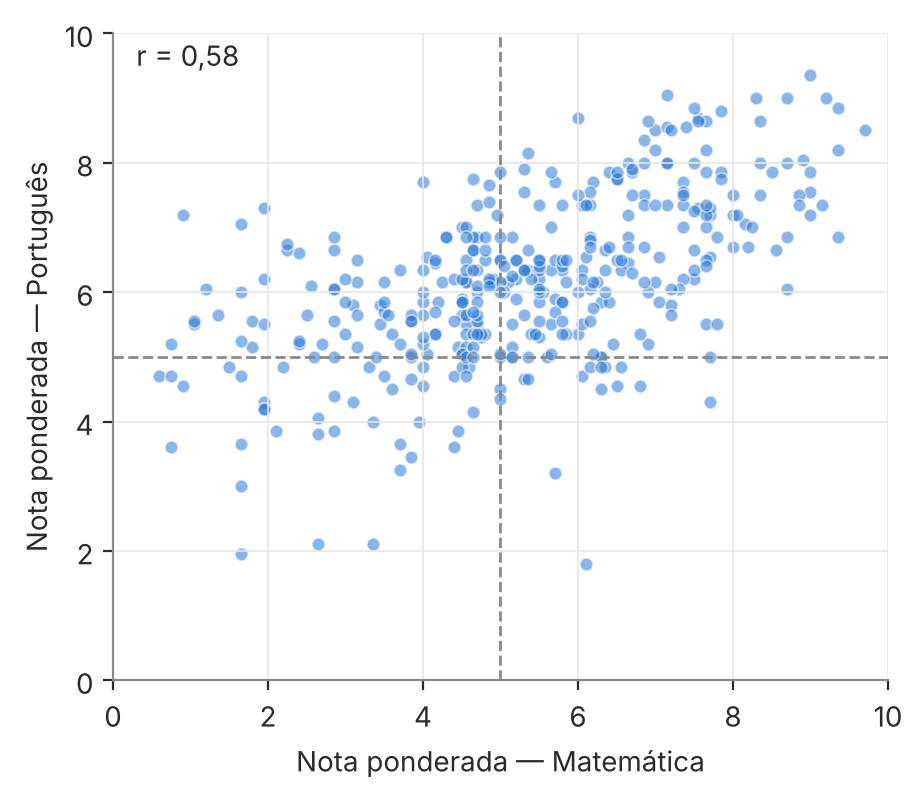 r = 0,58
Nota ponderada — Português
10
8
6
4
2
0
0 2 4 6 8 10
Nota ponderada — Matemática